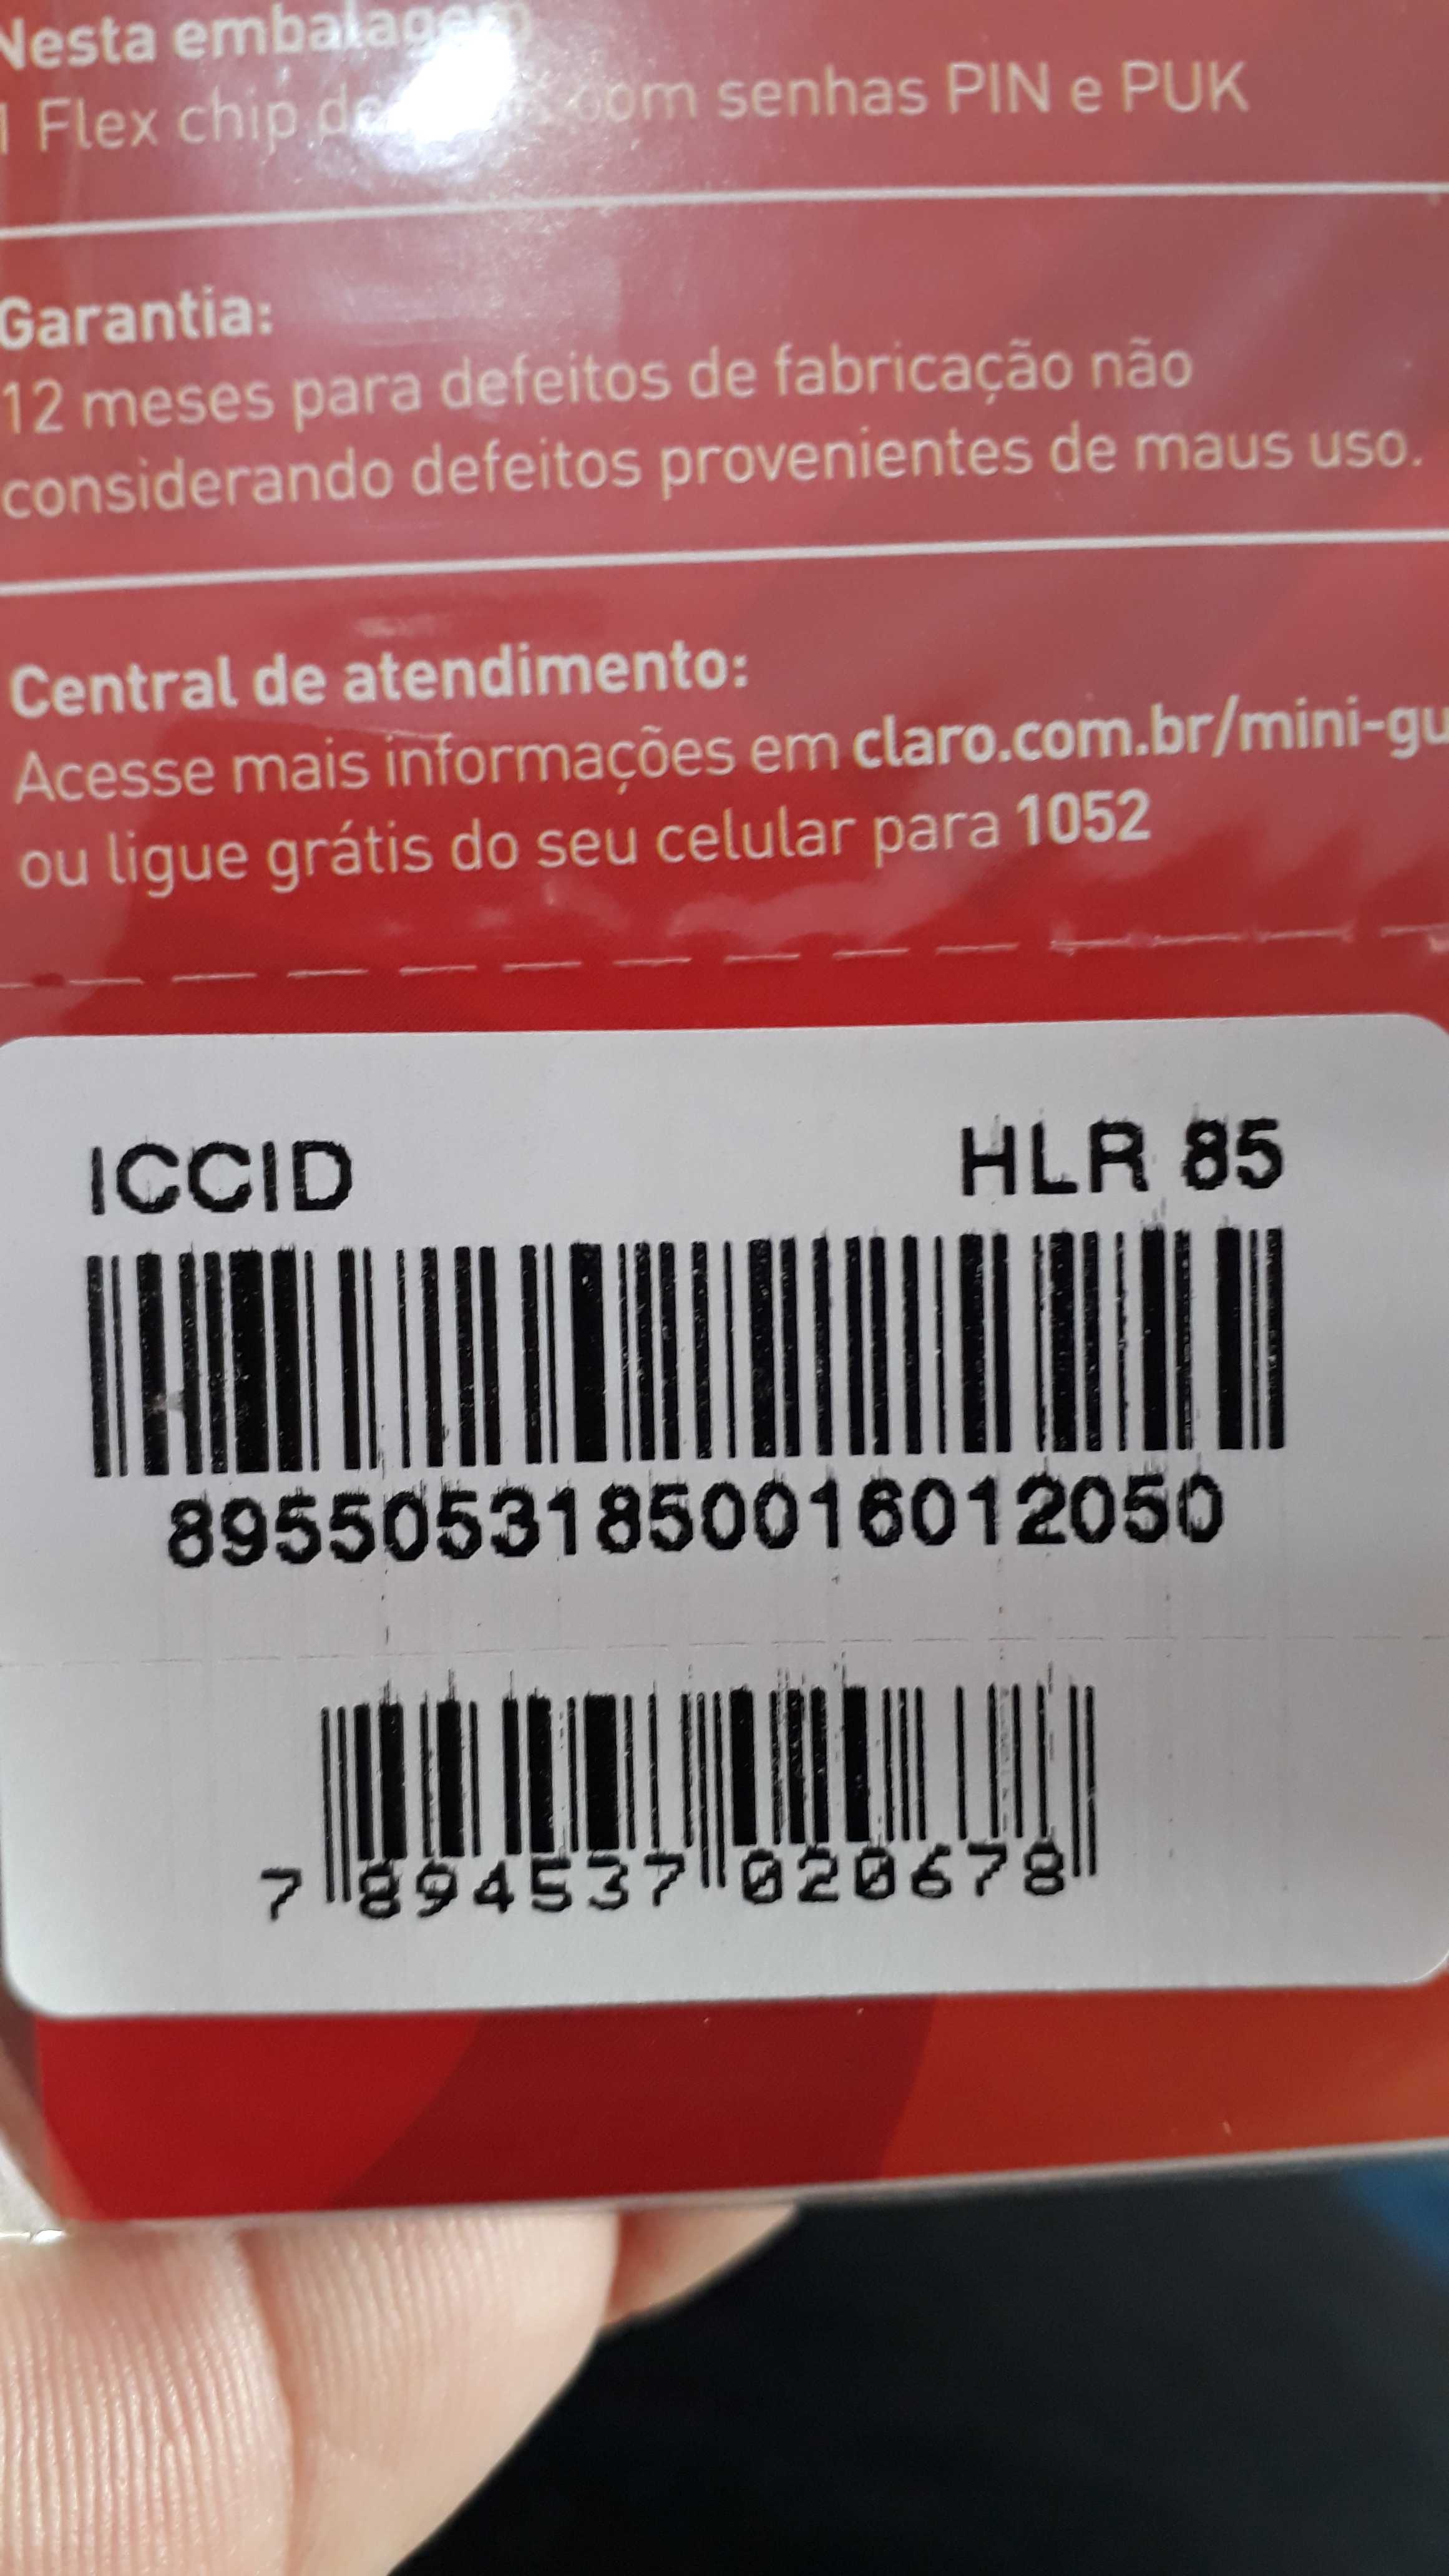 Nesta embalagem
1 Flex chip com senhas PIN e PUK
Garantia:
12 meses para defeitos de fabricação não
considerando defeitos provenientes de maus uso.
Central de atendimento:
Acesse mais informações em claro.com.br/mini-gu
ou ligue grátis do seu celular para 1052
ICCID HLR 85
89550531850016012050
7 894537 020678